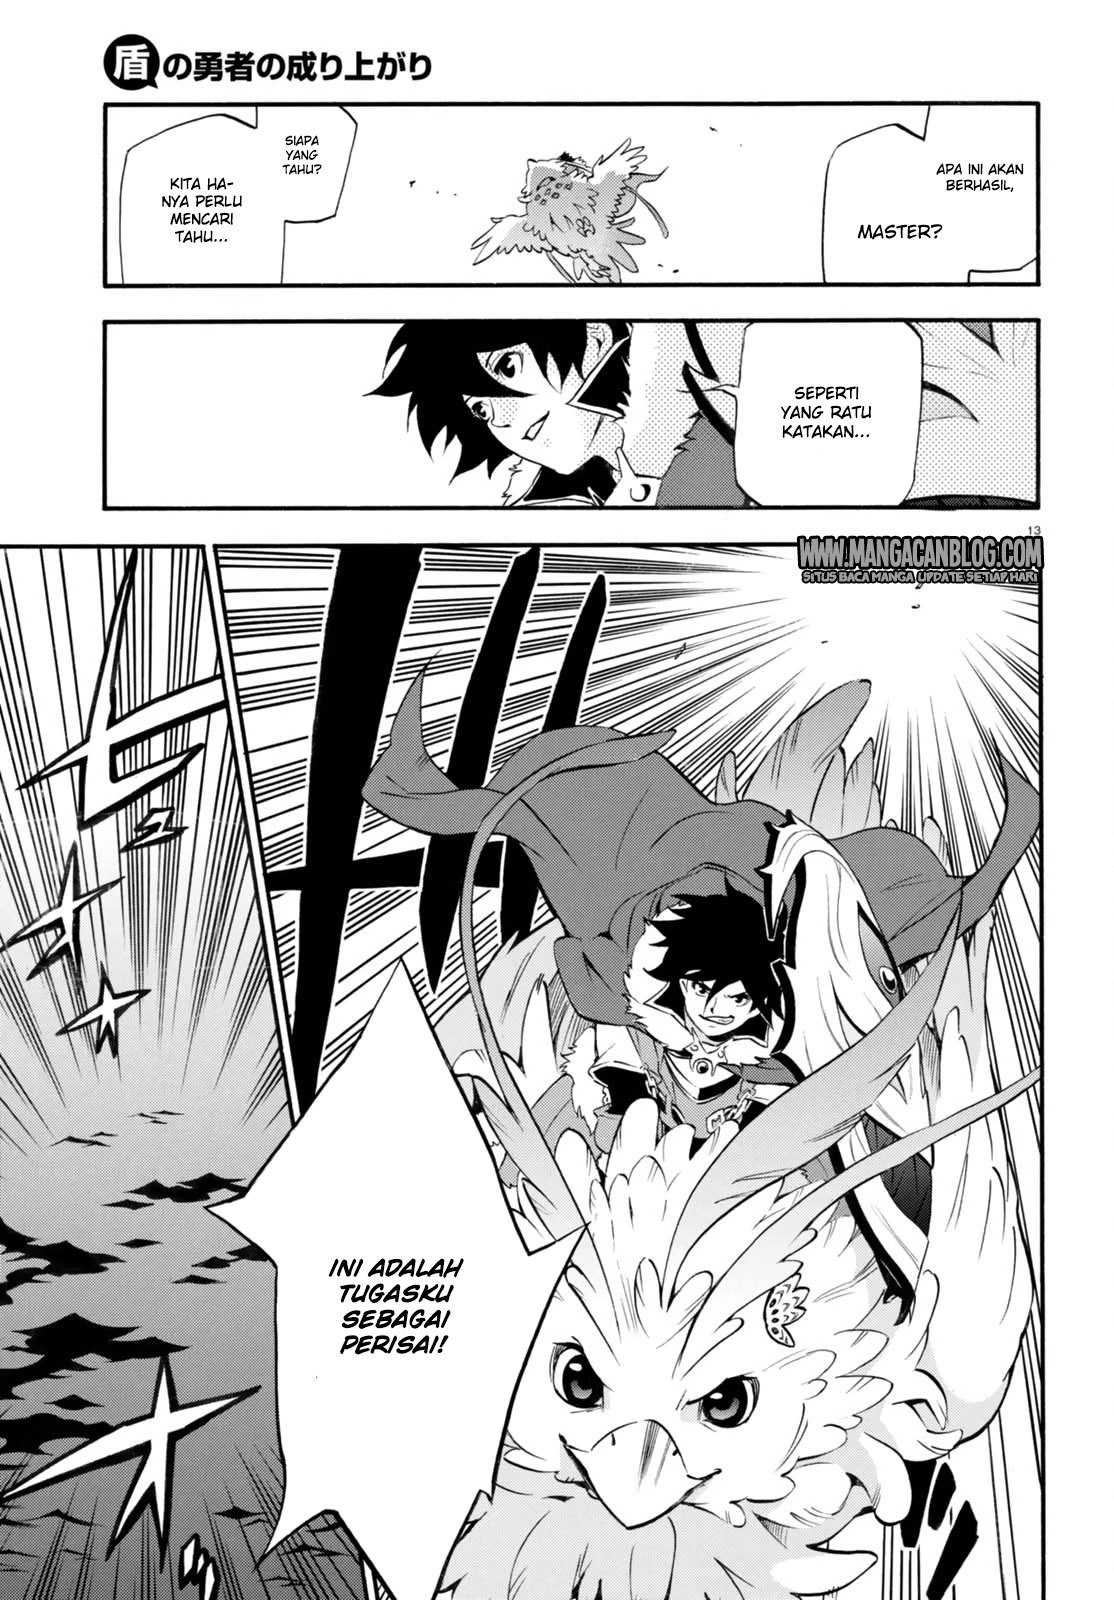 盾の勇者の成り上がり
APA INI AKAN
BERHASIL,
MASTER?
SIAPA
YANG
TAHU?
KITA HA-
NYA PERLU
MENCARI
TAHU...
SEPERTI
YANG RATU
KATAKAN...
13
WWW.MANGACANBLOG.COM
SITUS BACA MANGA UPDATE SETIAP HARI
INI ADALAH
TUGASKU
SEBAGAI
PERISAI!